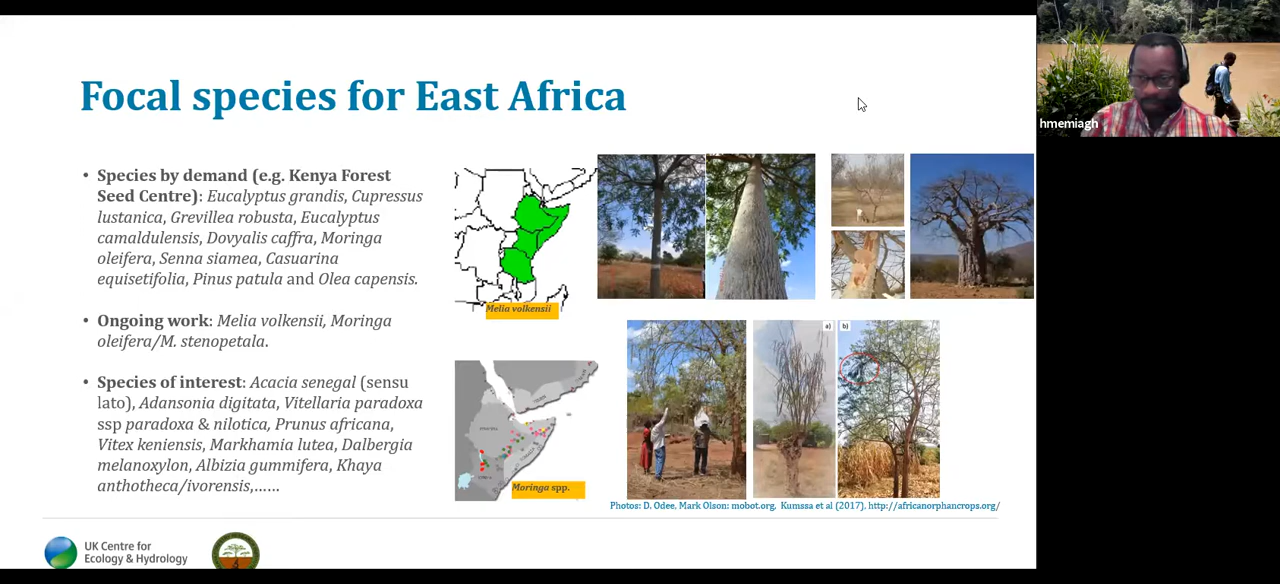 Focal species for East Africa
• Species by demand (e.g. Kenya Forest
Seed Centre): Eucalyptus grandis, Cupressus
lustanica, Grevillea robusta, Eucalyptus
camaldulensis, Dovyalis caffra, Moringa
oleifera, Senna siamea, Casuarina
equisetifolia, Pinus patula and Olea capensis.
• Ongoing work: Melia volkensii, Moringa
oleifera/M. stenopetala.
• Species of interest: Acacia senegal (sensu
lato), Adansonia digitata, Vitellaria paradoxa
ssp paradoxa & nilotica, Prunus africana,
Vitex keniensis, Markhamia lutea, Dalbergia
melanoxylon, Albizia gummifera, Khaya
anthotheca/ivorensis,......
Melia volkensii
Moringa spp.
a)
b)
Photos: D. Odee, Mark Olson: mobot.org, Kumssa et al (2017). http://africanorphancrops.org/
UK Centre for
Ecology & Hydrology
hmemiagh